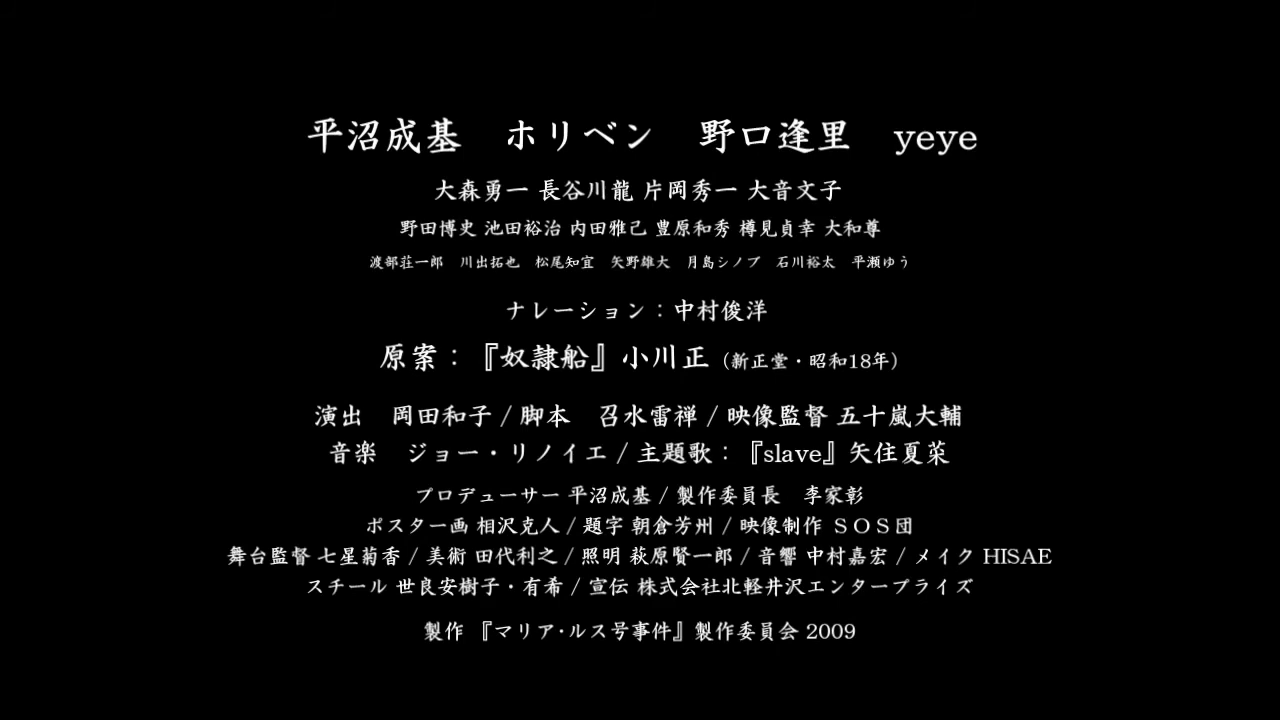 平沼成基　ホリベン　野口逢里　yeye
大森勇一 長谷川龍 片岡秀一 大音文子
野田博史 池田裕治 内田雅己 豊原和秀 樽見貞幸 大和尊
渡部荘一郎　川出拓也　松尾知宜　矢野雄大　月島シノブ　石川裕太　平瀬ゆう
ナレーション：中村俊洋
原案：『奴隷船』小川正（新正堂・昭和18年）
演出　岡田和子 / 脚本　召水雷禅 / 映像監督 五十嵐大輔
音楽　ジョー・リノイエ / 主題歌：『slave』矢住夏菜
プロデューサー 平沼成基 / 製作委員長　李家彰
ポスター画 相沢克人 / 題字 朝倉芳州 / 映像制作 ＳＯＳ団
舞台監督 七星菊香 / 美術 田代利之 / 照明 萩原賢一郎 / 音響 中村嘉宏 / メイク HISAE
スチール 世良安樹子・有希 / 宣伝 株式会社北軽井沢エンタープライズ
製作 『マリア･ルス号事件』製作委員会 2009